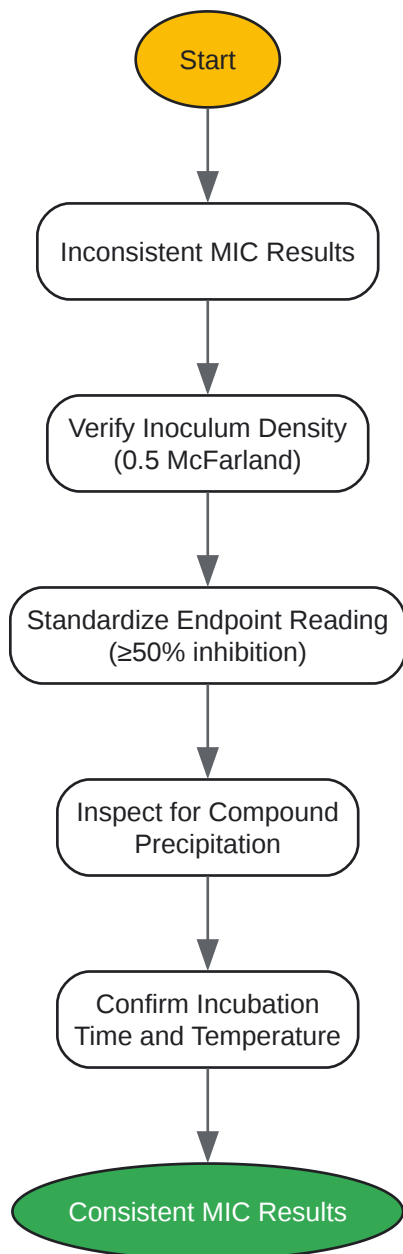 Start
Inconsistent MIC Results
Verify Inoculum Density
(0.5 McFarland)
Standardize Endpoint Reading
(≥50% inhibition)
Inspect for Compound
Precipitation
Confirm Incubation
Time and Temperature
Consistent MIC Results